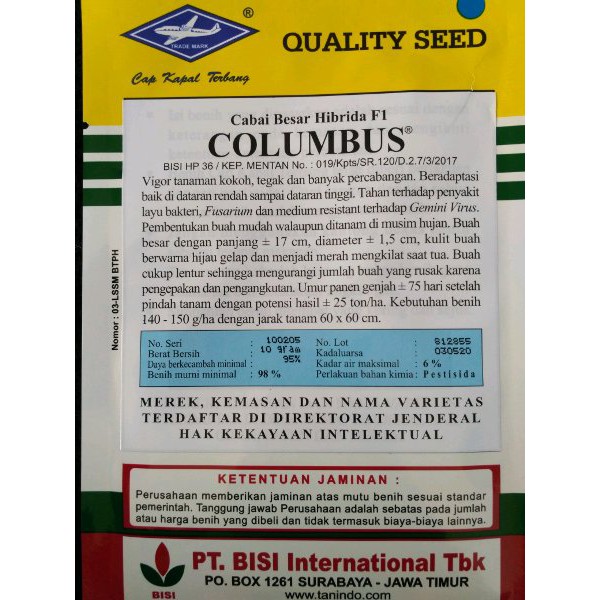 TRADE MARK
Cap Kapal Terbang
QUALITY SEED
Cabai Besar Hibrida F1
COLUMBUS®
BISI HP 36 / KEP. MENTAN No. : 019/Kpts/SR.120/D.2.7/3/2017
Vigor tanaman kokoh, tegak dan banyak percabangan. Beradaptasi
baik di dataran rendah sampai dataran tinggi. Tahan terhadap penyakit
layu bakteri, Fusarium dan medium resistant terhadap Gemini Virus.
Pembentukan buah mudah walaupun ditanam di musim hujan. Buah
besar dengan panjang ± 17 cm, diameter ± 1,5 cm, kulit buah
berwarna hijau gelap dan menjadi merah mengkilat saat tua. Buah
cukup lentur sehingga mengurangi jumlah buah yang rusak karena
pengepakan dan pengangkutan. Umur panen genjah ± 75 hari setelah
pindah tanam dengan potensi hasil ± 25 ton/ha. Kebutuhan benih
140 - 150 g/ha dengan jarak tanam 60 x 60 cm.
Nomor : 03-LSSM BTPH
No. Seri : 100205 No. Lot : 812855
Berat Bersih : 10 gram Kadaluarsa : 030520
Daya berkecambah minimal : 95% Kadar air maksimal : 6 %
Benih murni minimal : 98 % Perlakuan bahan kimia : Pestisida
MEREK, KEMASAN DAN NAMA VARIETAS
TERDAFTAR DI DIREKTORAT JENDERAL
HAK KEKAYAAN INTELEKTUAL
KETENTUAN JAMINAN :
Perusahaan memberikan jaminan atas mutu benih sesuai standar
pemerintah. Tanggung jawab Perusahaan adalah sebatas pada jumlah
atau harga benih yang dibeli dan tidak termasuk biaya-biaya lainnya.
BISI
PT. BISI International Tbk
PO. BOX 1261 SURABAYA - JAWA TIMUR
www.tanindo.com